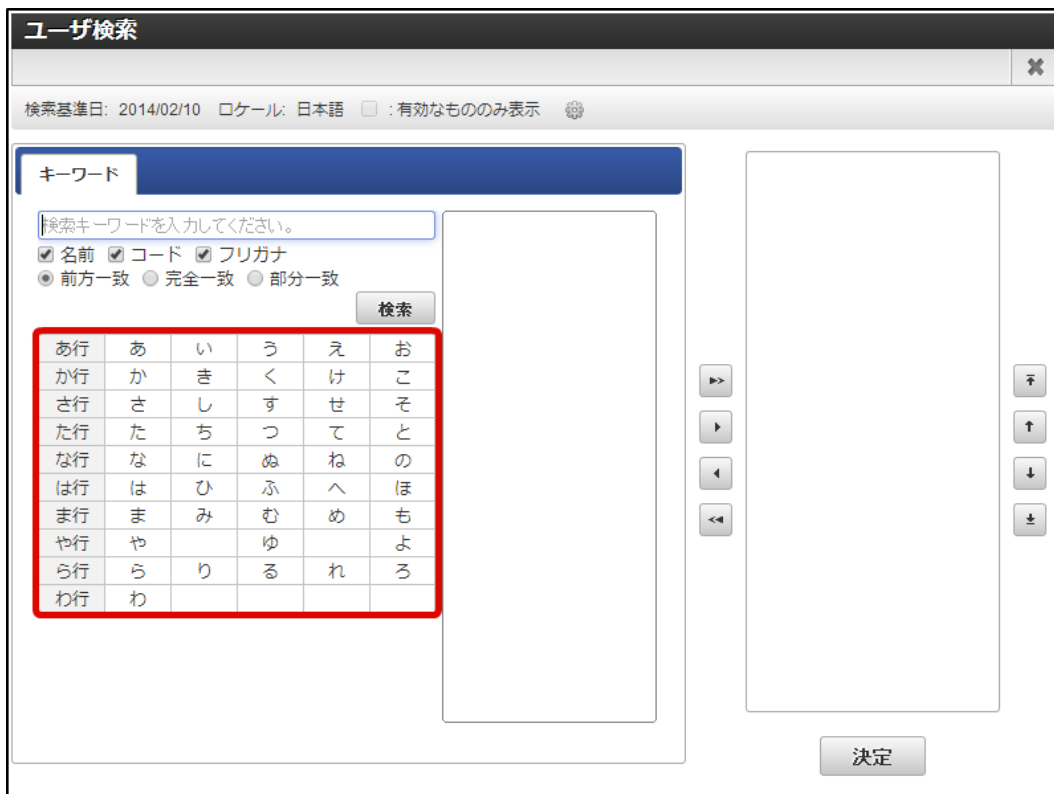 ユーザ検索
検索基準日: 2014/02/10 ロケール: 日本語 : 有効なもののみ表示
キーワード
検索キーワードを入力してください。
名前 コード フリガナ
前方一致 完全一致 部分一致
検索
あ行 あ い う え お
か行 か き く け こ
さ行 さ し す せ そ
た行 た ち つ て と
な行 な に ぬ ね の
は行 は ひ ふ へ ほ
ま行 ま み む め も
や行 や ゆ よ
ら行 ら り る れ ろ
わ行 わ
決定